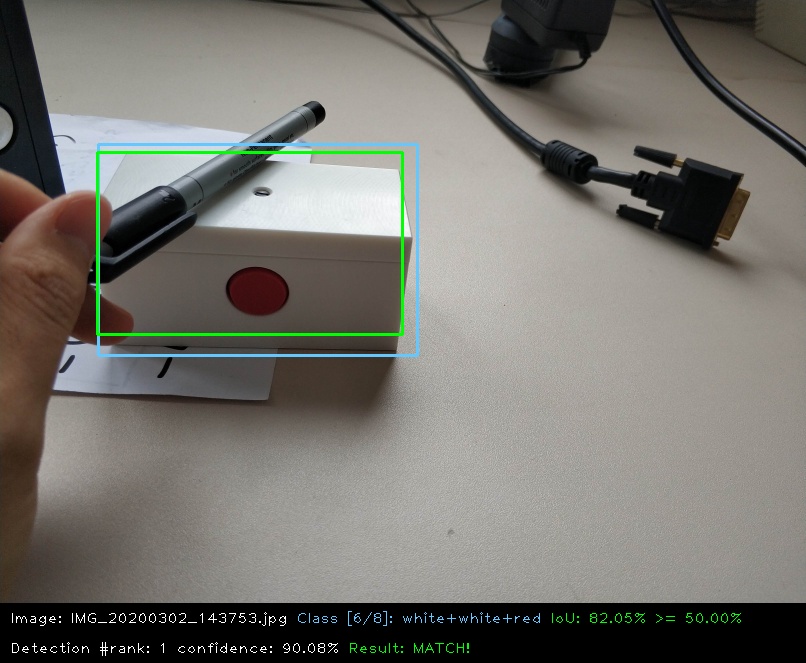 Image: IMG_20200302_143753.jpg Class [6/8]: white+white+red IoU: 82.05% >= 50.00%
Detection #rank: 1 confidence: 90.08% Result: MATCH!